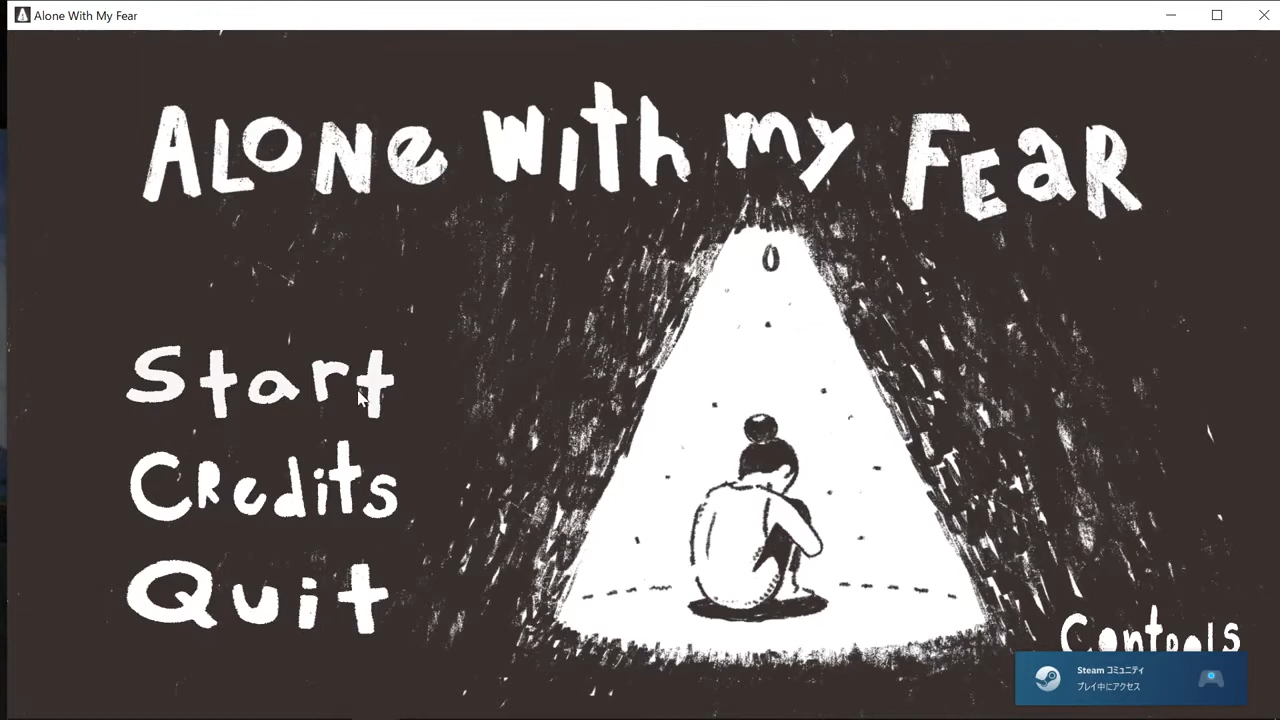 Alone With My Fear
ALONe With my FEaR
Start
CRedits
Quit
ContRols
Steam コミュニティ
プレイ中にアクセス